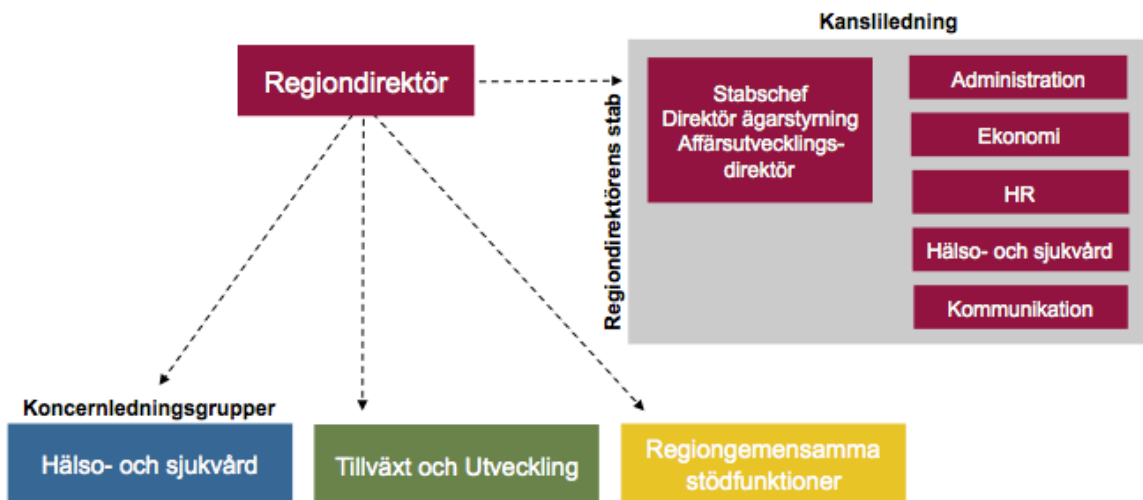 Kansliledning
Regiondirektör
Regiondirektörens stab
Stabschef
Direktör ägarstyrning
Affärsutvecklings-
direktör
Administration
Ekonomi
HR
Hälso- och sjukvård
Kommunikation
Koncernledningsgrupper
Hälso- och sjukvård
Tillväxt och Utveckling
Regiongemensamma
stödfunktioner